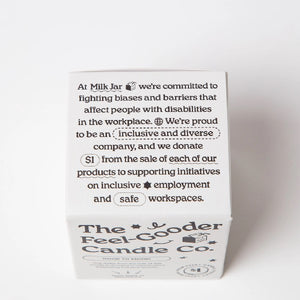 At Milk Jar we're committed to
fighting biases and barriers that
affect people with disabilities
in the workplace. We're proud
to be an inclusive and diverse
company, and we donate
$1 from the sale of each of our
products to supporting initiatives
on inclusive employment
and safe workspaces.
The
Feel-Gooder
Candle Co.
$1